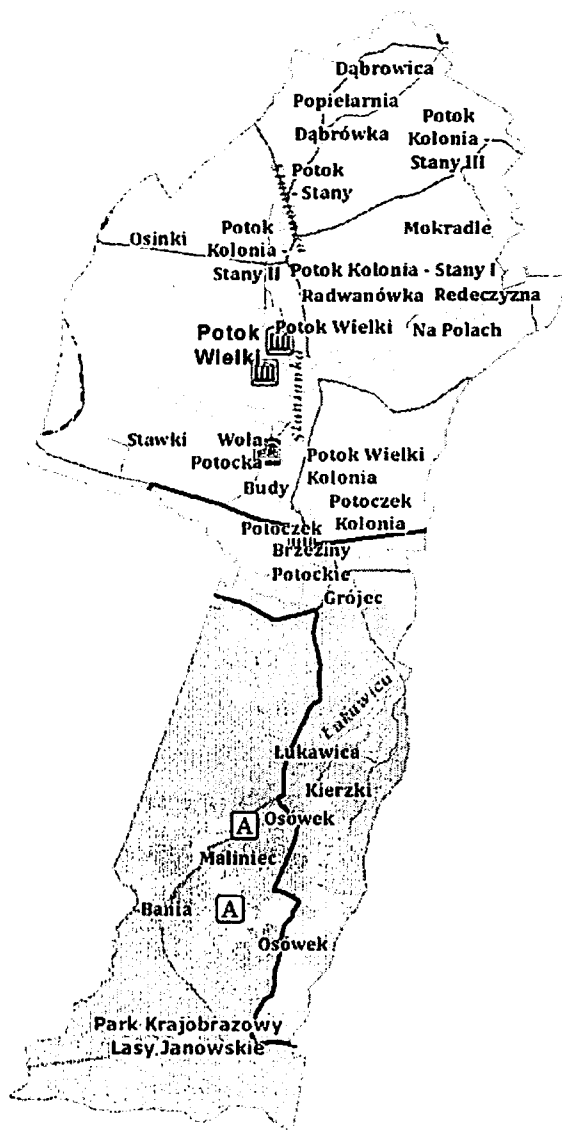 Dąbrowica
Popielarnia
Dąbrówka
Potok
Kolonia -
Stany III
Potok
- Stany
Mokradle
Osinki
Potok
Kolonia -
Stany II
Potok Kolonia - Stany I
Radwanówka
Redeczyzna
Potok
Wielki
Potok Wielki
Na Polach
Stawki
Wola
Potocka
Budy
Potok Wielki
Kolonia
Potoczek
Kolonia
Potoczek
Brzeziny
Potockie
Grójec
Łukawica
Kierzki
A
Osówek
Maliniec
Bania
A
Osówek
Park Krajobrazowy
Lasy Janowskie